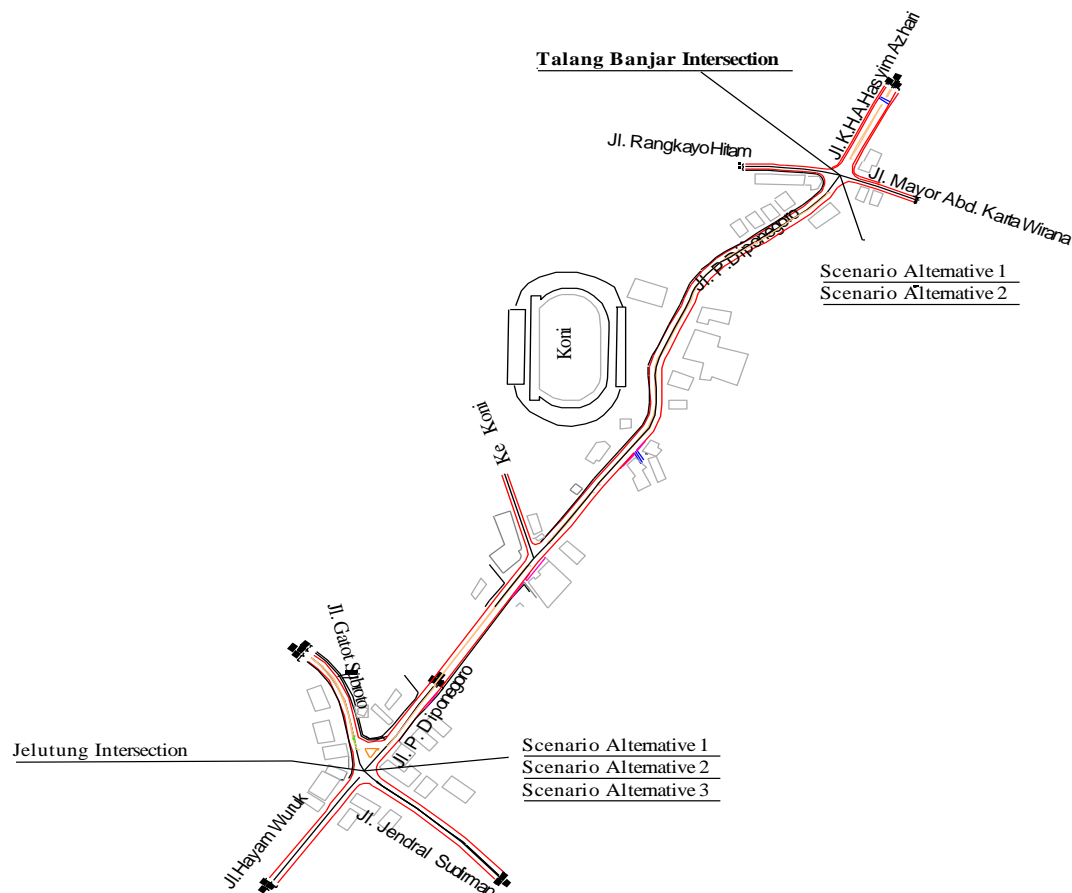 Talang Banjar Intersection
Jl.K.H.A.Hasyim Azhari
Jl. Rangkayo Hitam
Jl. Mayor Abd. Karta Wirana
Jl. P. Diponegoro
Scenario Alternative 1
Scenario Alternative 2
Koni
Ke Koni
Jl. Gatot Subroto
Jl. P. Diponegoro
Jelutung Intersection
Scenario Alternative 1
Scenario Alternative 2
Scenario Alternative 3
Jl.Hayam Wuruk
Jl. Jendral Sudirman